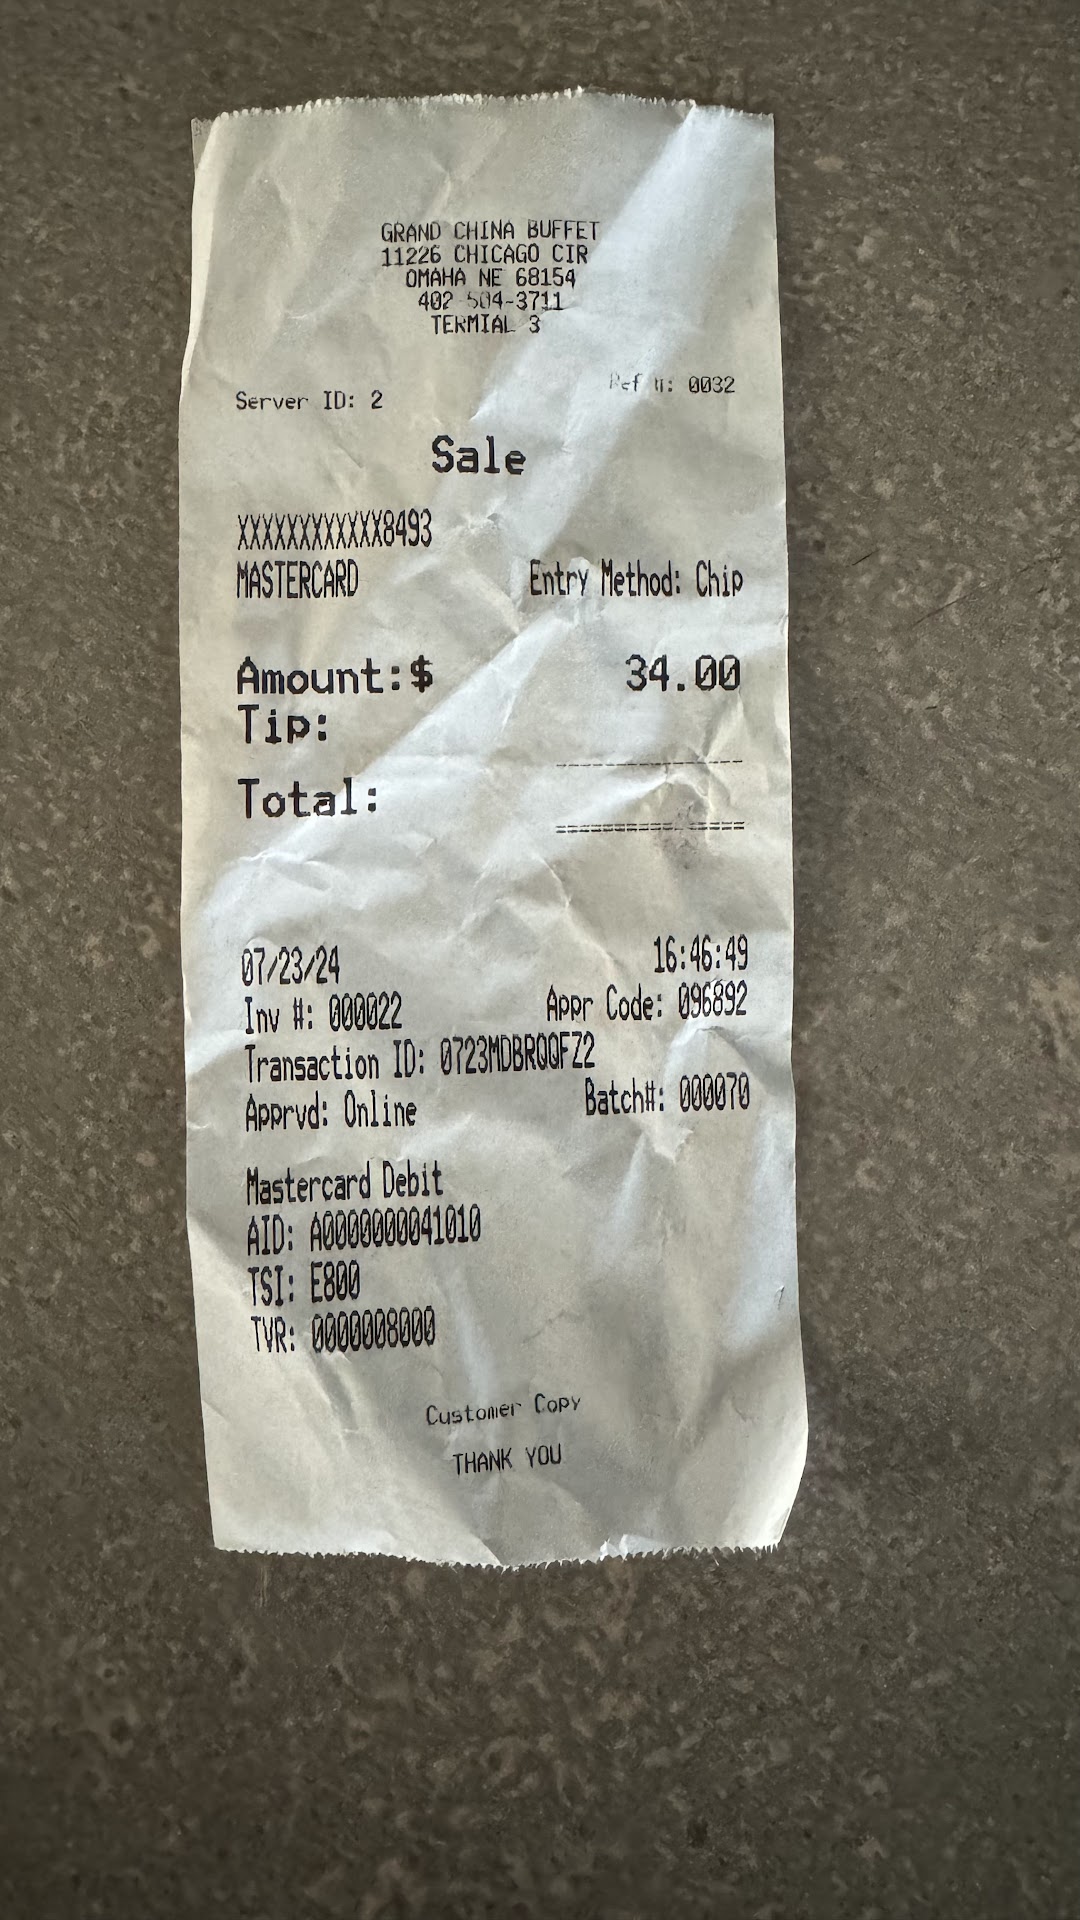 GRAND CHINA BUFFET
11226 CHICAGO CIR
OMAHA NE 68154
402-504-3711
TERMIAL 3
Server ID: 2 Ref #: 0032
Sale
XXXXXXXXXXXX8493
MASTERCARD Entry Method: Chip
Amount:$ 34.00
Tip:
Total:
07/23/24 16:46:49
Inv #: 000022 Appr Code: 096892
Transaction ID: 0723MDBRQQFZ2
Apprvd: Online Batch#: 000070
Mastercard Debit
AID: A0000000041010
TSI: E800
TVR: 0000008000
Customer Copy
THANK YOU